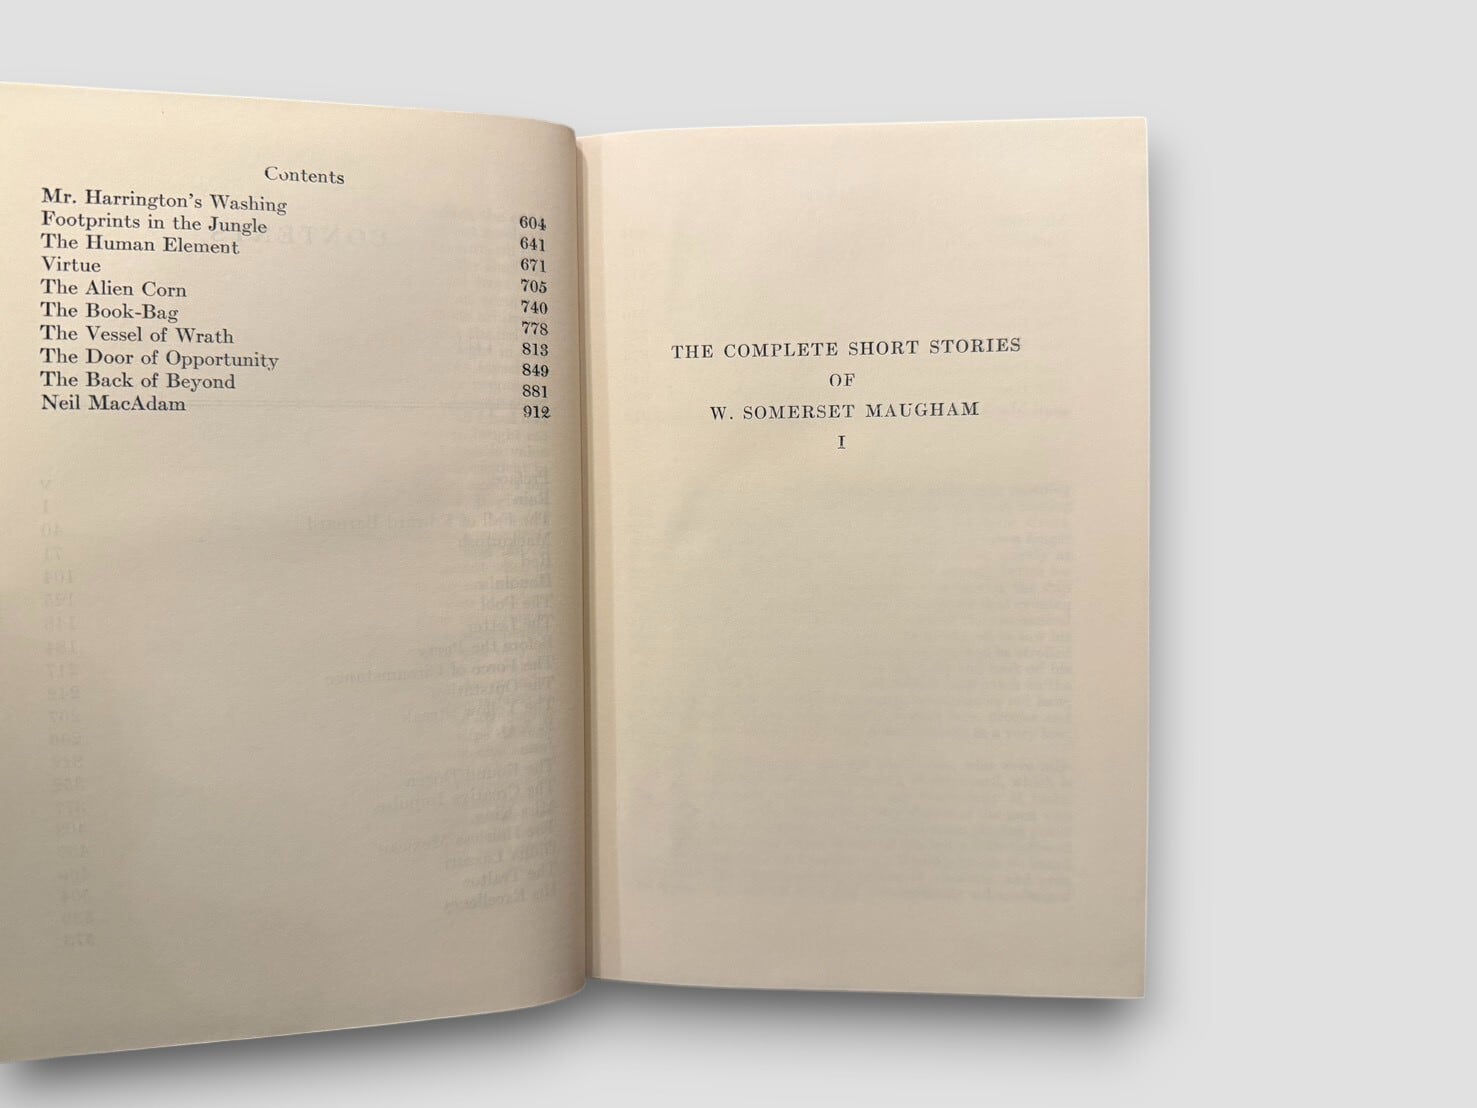 Contents
Mr. Harrington's Washing 604
Footprints in the Jungle 641
The Human Element 671
Virtue 705
The Alien Corn 740
The Book-Bag 778
The Vessel of Wrath 813
The Door of Opportunity 849
The Back of Beyond 881
Neil MacAdam 912
THE COMPLETE SHORT STORIES
OF
W. SOMERSET MAUGHAM
I